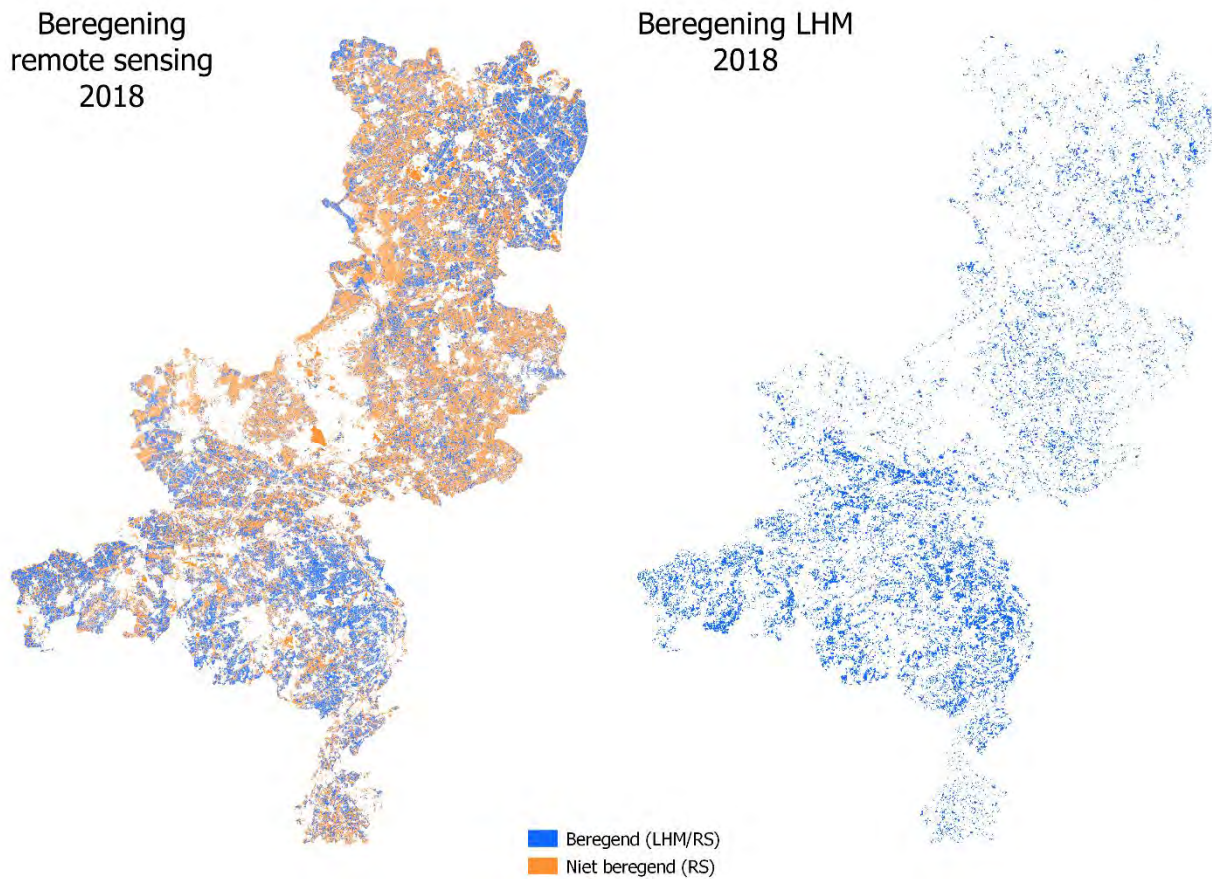 Beregening
remote sensing
2018
Beregening LHM
2018
Beregend (LHM/RS)
Niet beregend (RS)